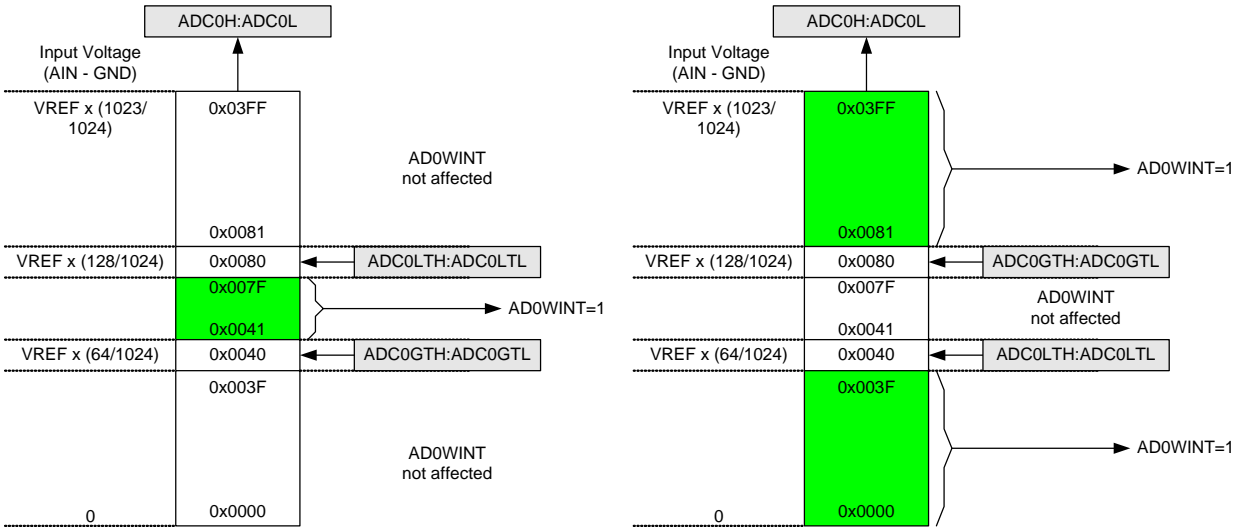 ADC0H:ADC0L
Input Voltage
(AIN - GND)
VREF x (1023/
1024)
0x03FF
AD0WINT
not affected
0x0081
VREF x (128/1024)
0x0080
ADC0LTH:ADC0LTL
0x007F
AD0WINT=1
0x0041
VREF x (64/1024)
0x0040
ADC0GTH:ADC0GTL
0x003F
AD0WINT
not affected
0
0x0000
ADC0H:ADC0L
Input Voltage
(AIN - GND)
VREF x (1023/
1024)
0x03FF
AD0WINT=1
0x0081
VREF x (128/1024)
0x0080
ADC0GTH:ADC0GTL
0x007F
AD0WINT
not affected
0x0041
VREF x (64/1024)
0x0040
ADC0LTH:ADC0LTL
0x003F
AD0WINT=1
0
0x0000